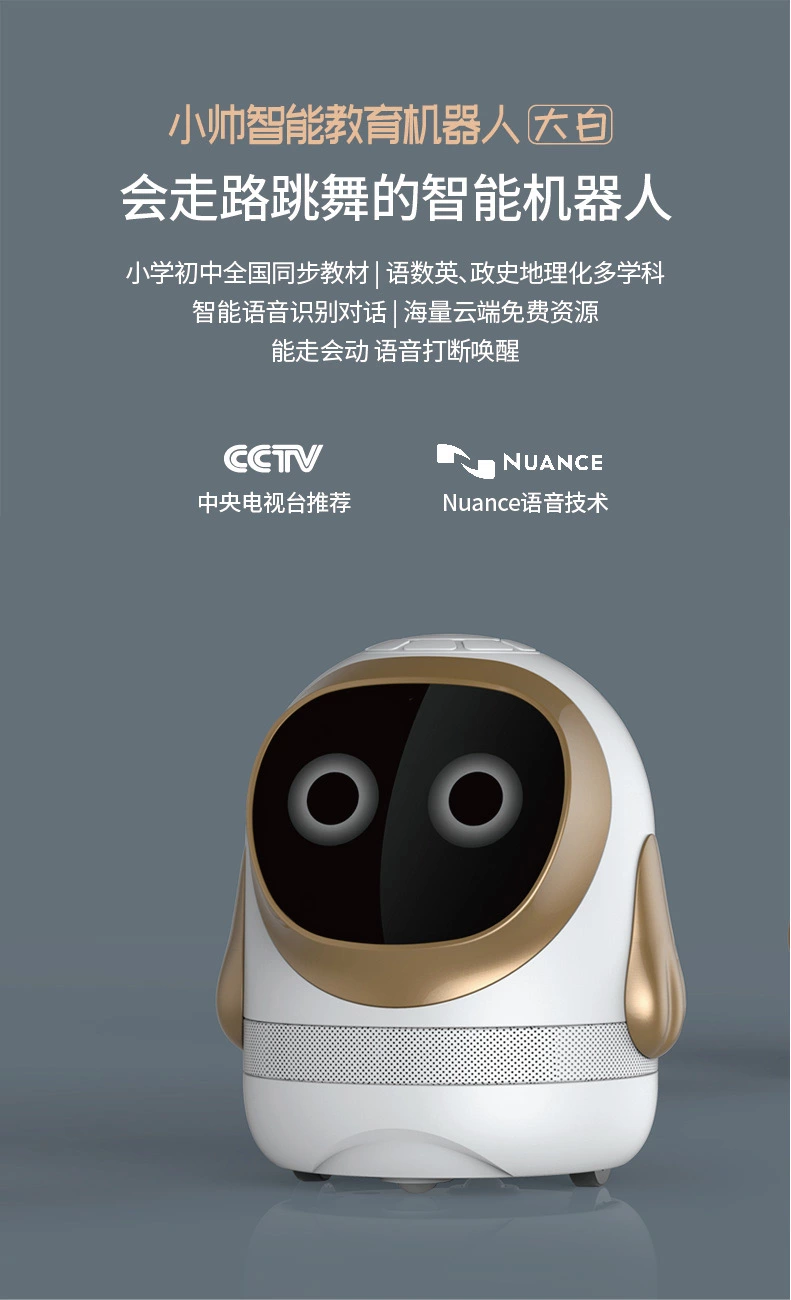 小帅智能教育机器人 大白
会走路跳舞的智能机器人
小学初中全国同步教材 | 语数英、政史地理化多学科
智能语音识别对话 | 海量云端免费资源
能走会动 语音打断唤醒
CCTV NUANCE
中央电视台推荐 Nuance语音技术